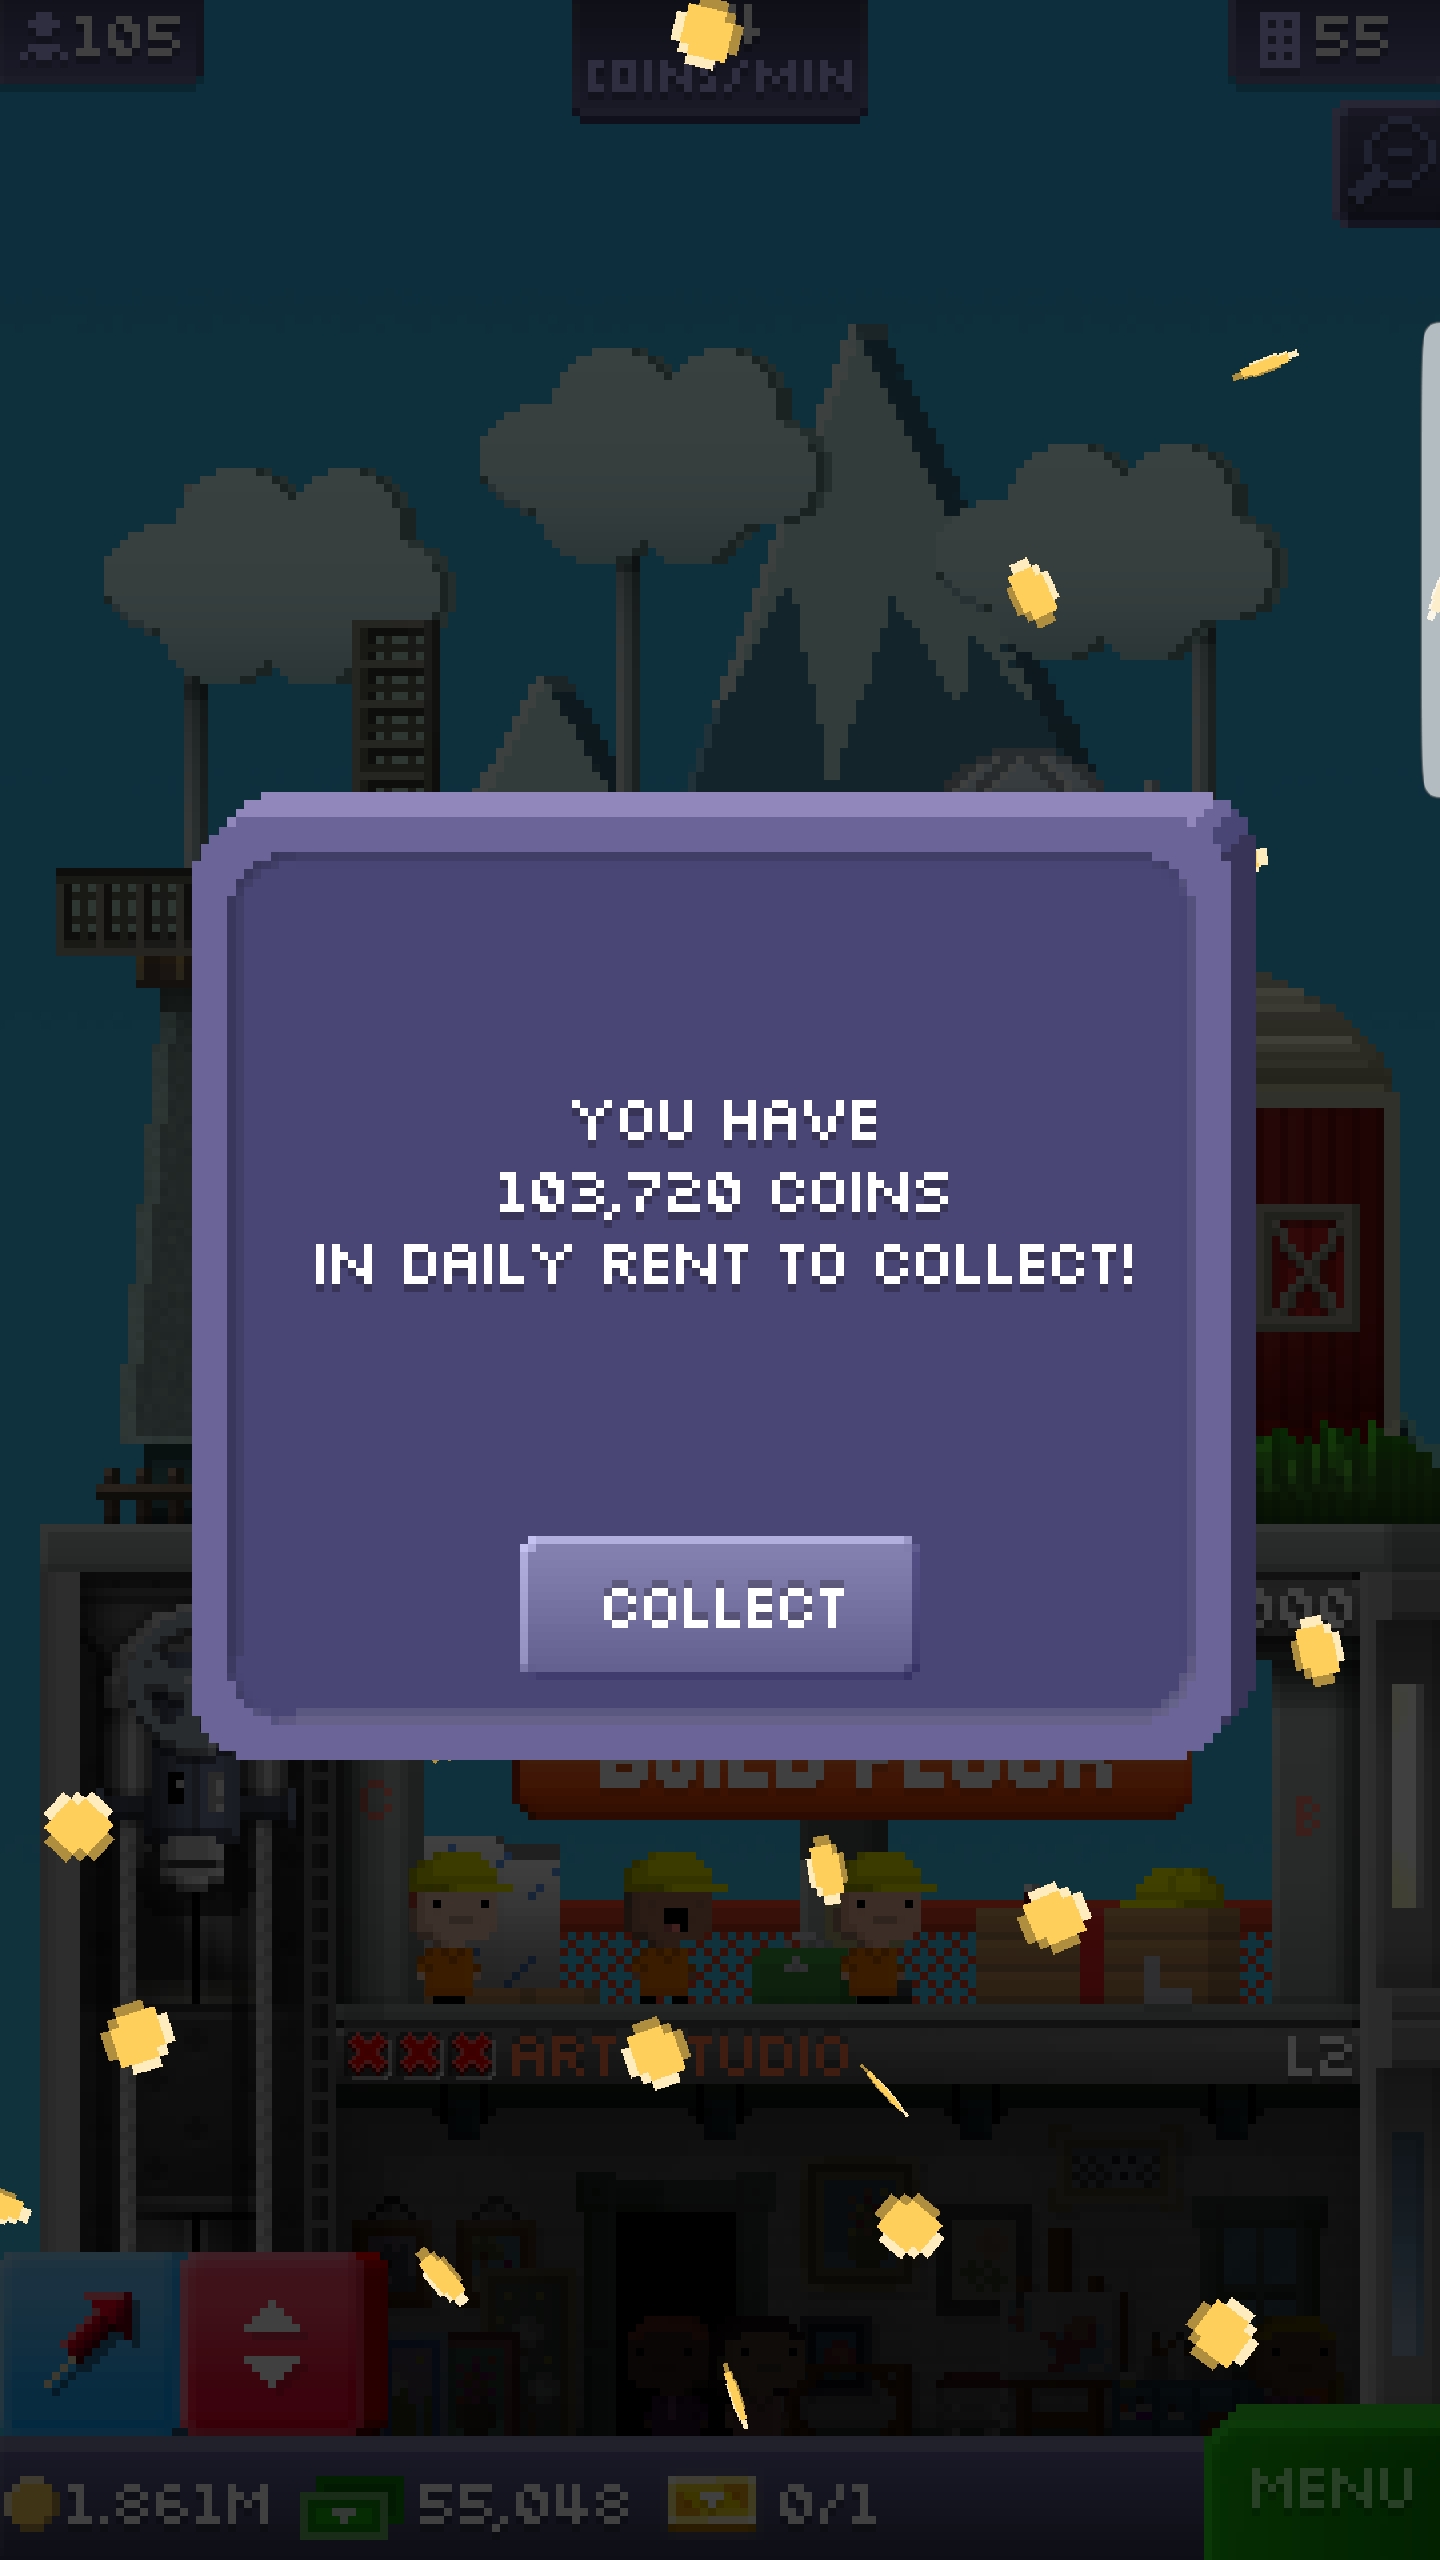 105
COINS/MIN
55
YOU HAVE
103,720 COINS
IN DAILY RENT TO COLLECT!
COLLECT
BUILD FLOOR
C
B
ART STUDIO
L2
1.861M
55,048
0/1
MENU